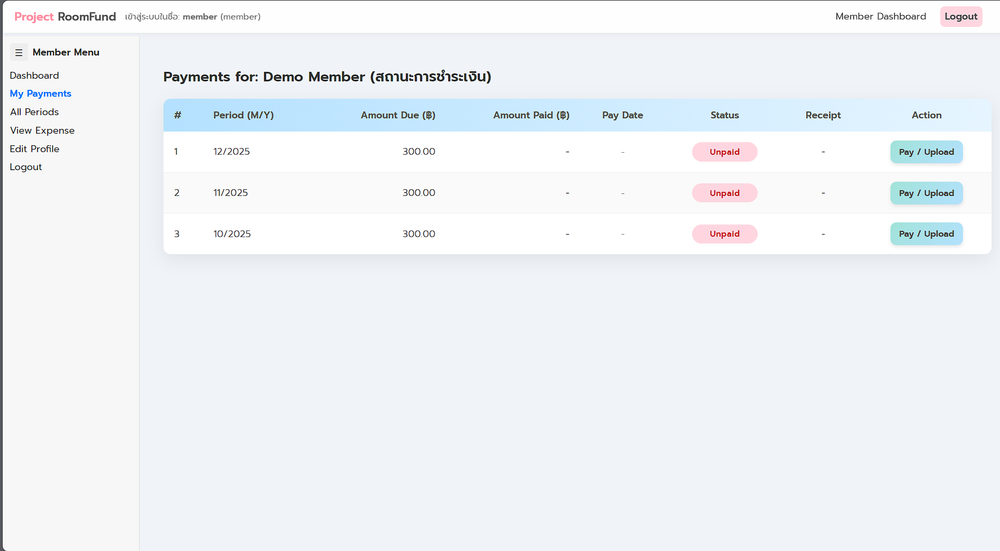 Project RoomFund เข้าสู่ระบบในชื่อ: member (member) Member Dashboard Logout
☰ Member Menu
Dashboard
My Payments
All Periods
View Expense
Edit Profile
Logout
Payments for: Demo Member (สถานะการชำระเงิน)
# Period (M/Y) Amount Due (฿) Amount Paid (฿) Pay Date Status Receipt Action
1 12/2025 300.00 - - Unpaid - Pay / Upload
2 11/2025 300.00 - - Unpaid - Pay / Upload
3 10/2025 300.00 - - Unpaid - Pay / Upload